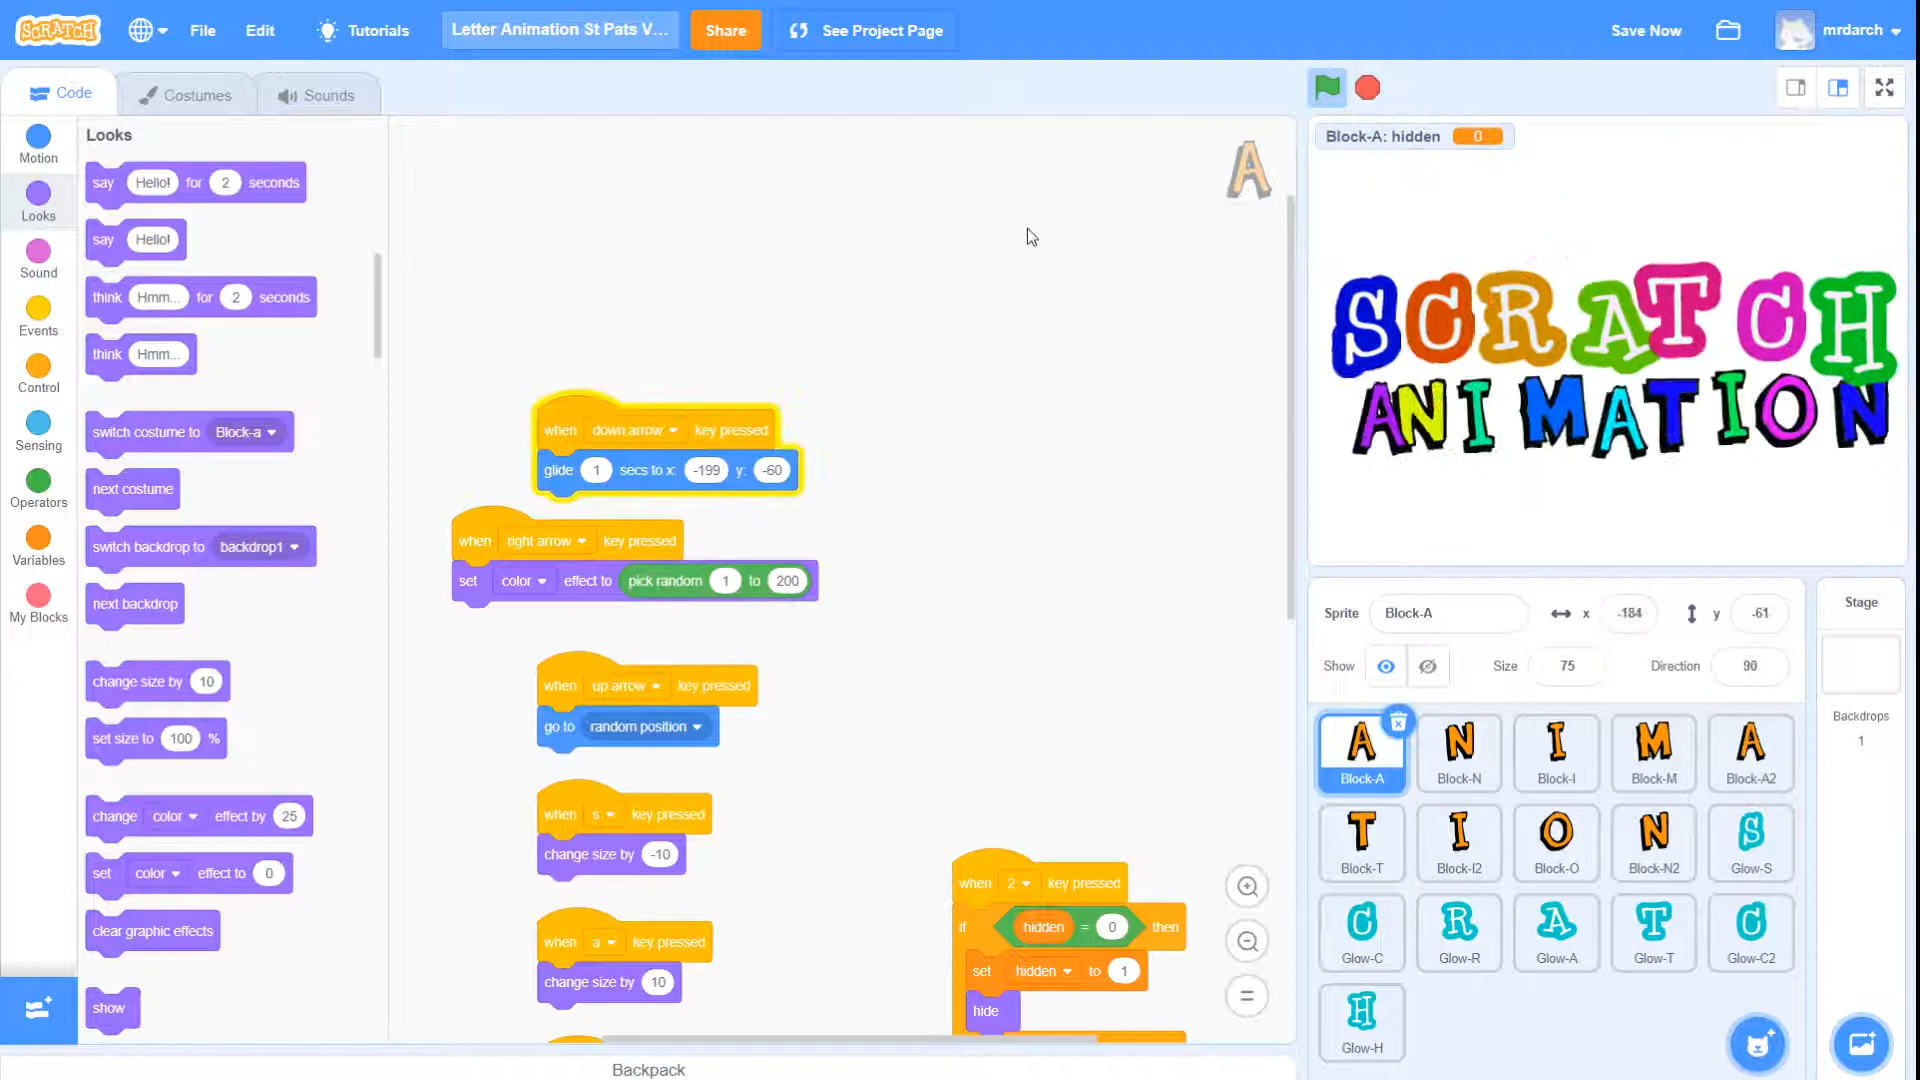 SCRATCH
File
Edit
Tutorials
Letter Animation St Pats V...
Share
See Project Page
Save Now
mrdarch
Code
Costumes
Sounds
Motion
Looks
Sound
Events
Control
Sensing
Operators
Variables
My Blocks
Looks
say Hello! for 2 seconds
say Hello!
think Hmm... for 2 seconds
think Hmm...
switch costume to Block-a
next costume
switch backdrop to backdrop1
next backdrop
change size by 10
set size to 100 %
change color effect by 25
set color effect to 0
clear graphic effects
show
A
when down arrow key pressed
glide 1 secs to x: -199 y: -60
when right arrow key pressed
set color effect to pick random 1 to 200
when up arrow key pressed
go to random position
when s key pressed
change size by -10
when a key pressed
change size by 10
when 2 key pressed
if hidden = 0 then
set hidden to 1
hide
Backpack
Block-A: hidden 0
SCRATCH
ANIMATION
Sprite Block-A x -184 y -61
Show Size 75 Direction 90
A N I M A
Block-A Block-N Block-I Block-M Block-A2
T I O N S
Block-T Block-I2 Block-O Block-N2 Glow-S
C R A T C
Glow-C Glow-R Glow-A Glow-T Glow-C2
H
Glow-H
Stage
Backdrops
1